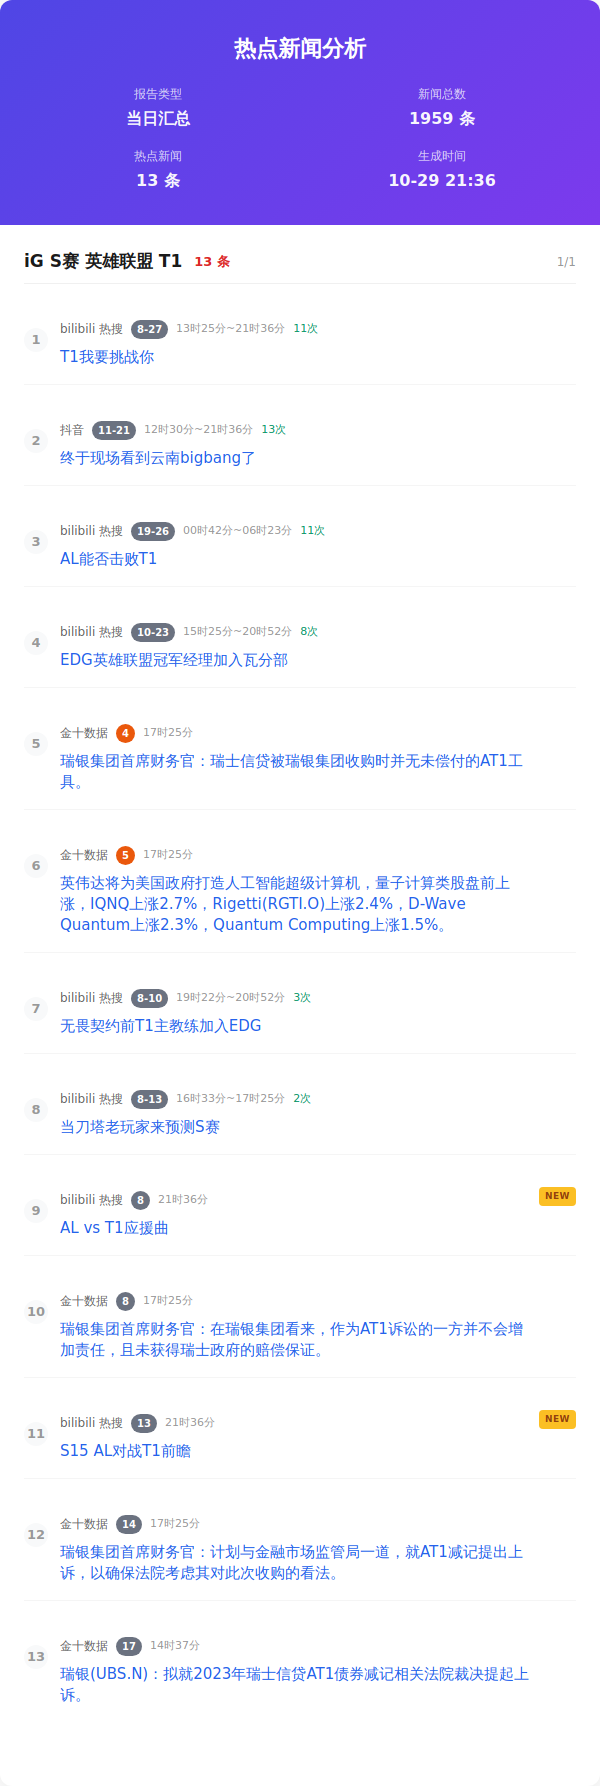 热点新闻分析
报告类型
新闻总数
当日汇总
1959 条
热点新闻
生成时间
13 条
10-29 21:36
iG S赛 英雄联盟 T1 13 条 1/1
1
bilibili 热搜 8-27 13时25分~21时36分 11次
T1我要挑战你
2
抖音 11-21 12时30分~21时36分 13次
终于现场看到云南bigbang了
3
bilibili 热搜 19-26 00时42分~06时23分 11次
AL能否击败T1
4
bilibili 热搜 10-23 15时25分~20时52分 8次
EDG英雄联盟冠军经理加入瓦分部
5
金十数据 4 17时25分
瑞银集团首席财务官：瑞士信贷被瑞银集团收购时并无未偿付的AT1工
具。
6
金十数据 5 17时25分
英伟达将为美国政府打造人工智能超级计算机，量子计算类股盘前上
涨，IQNQ上涨2.7%，Rigetti(RGTI.O)上涨2.4%，D-Wave
Quantum上涨2.3%，Quantum Computing上涨1.5%。
7
bilibili 热搜 8-10 19时22分~20时52分 3次
无畏契约前T1主教练加入EDG
8
bilibili 热搜 8-13 16时33分~17时25分 2次
当刀塔老玩家来预测S赛
9
bilibili 热搜 8 21时36分 NEW
AL vs T1应援曲
10
金十数据 8 17时25分
瑞银集团首席财务官：在瑞银集团看来，作为AT1诉讼的一方并不会增
加责任，且未获得瑞士政府的赔偿保证。
11
bilibili 热搜 13 21时36分 NEW
S15 AL对战T1前瞻
12
金十数据 14 17时25分
瑞银集团首席财务官：计划与金融市场监管局一道，就AT1减记提出上
诉，以确保法院考虑其对此次收购的看法。
13
金十数据 17 14时37分
瑞银(UBS.N)：拟就2023年瑞士信贷AT1债券减记相关法院裁决提起上
诉。